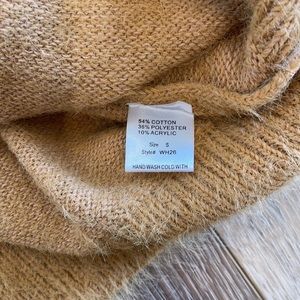 54% COTTON
36% POLYESTER
10% ACRYLIC
Size S
Style# WH26
HAND WASH COLD WITH